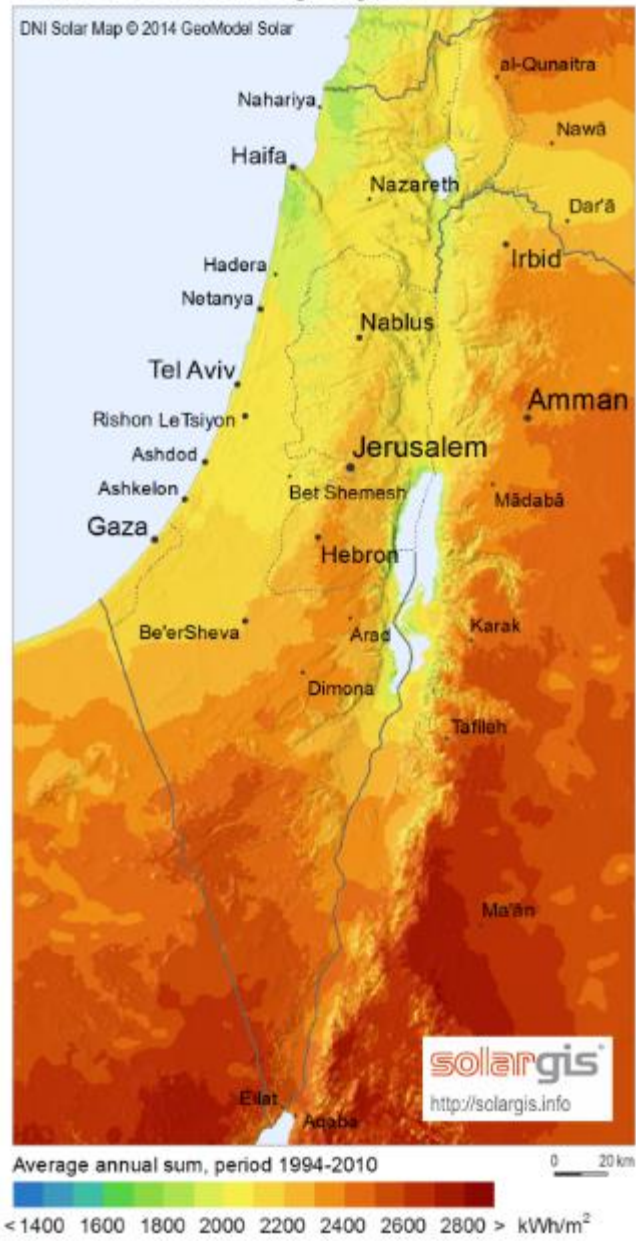 DNI Solar Map © 2014 GeoModel Solar
al-Qunaitra
Nahariya
Nawā
Haifa
Nazareth
Dar'ā
Irbid
Hadera
Netanya
Nablus
Tel Aviv
Amman
Rishon LeTsiyon
Jerusalem
Ashdod
Bet Shemesh
Mādabā
Ashkelon
Gaza
Hebron
Be'erSheva
Arad
Karak
Dimona
Tafileh
Ma'ān
solargis
http://solargis.info
Eilat
Aqaba
Average annual sum, period 1994-2010
0 20 km
< 1400 1600 1800 2000 2200 2400 2600 2800 > kWh/m²